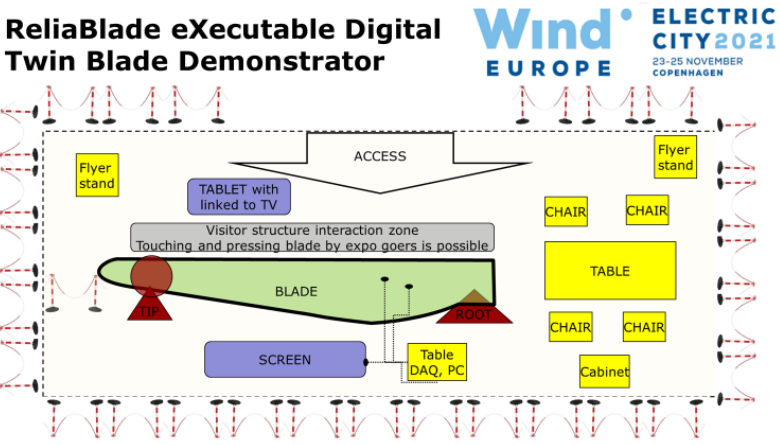 ReliaBlade eXecutable Digital
Twin Blade Demonstrator
Wind
EUROPE
ELECTRIC
CITY 2021
23-25 NOVEMBER
COPENHAGEN
ACCESS
Flyer
stand
Flyer
stand
TABLET with
linked to TV
CHAIR
CHAIR
Visitor structure interaction zone
Touching and pressing blade by expo goers is possible
TABLE
BLADE
TIP
ROOT
CHAIR
CHAIR
SCREEN
Table
DAQ, PC
Cabinet